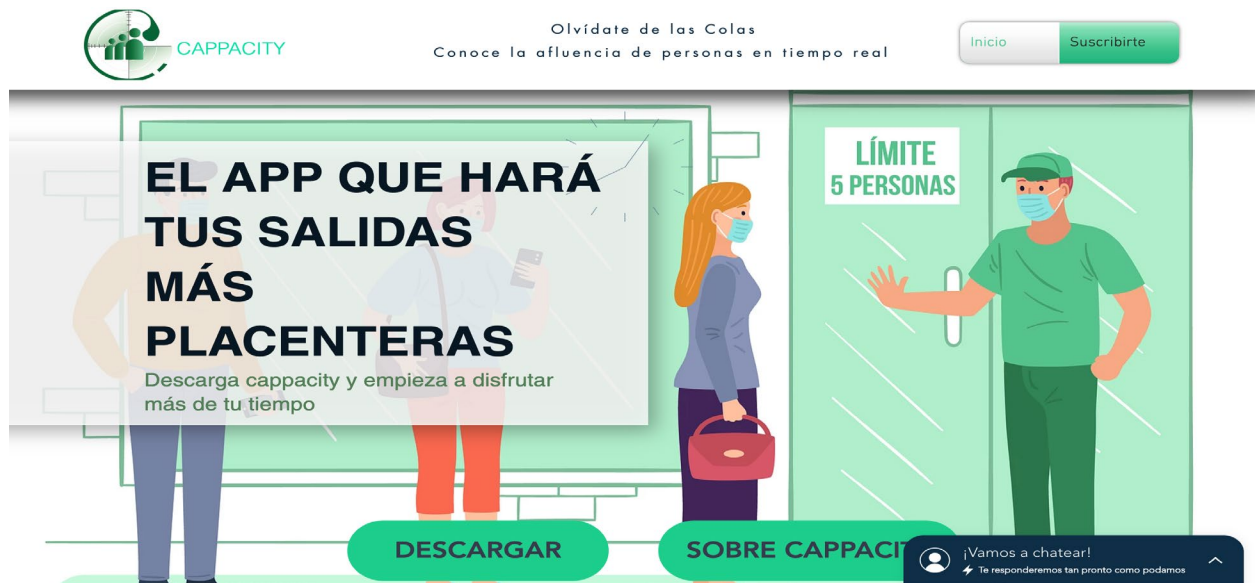 CAPPACITY
Olvídate de las Colas
Conoce la afluencia de personas en tiempo real
Inicio
Suscribirte
EL APP QUE HARÁ
TUS SALIDAS
MÁS
PLACENTERAS
Descarga cappacity y empieza a disfrutar
más de tu tiempo
LÍMITE
5 PERSONAS
DESCARGAR
SOBRE CAPPACIT
¡Vamos a chatear!
Te responderemos tan pronto como podamos